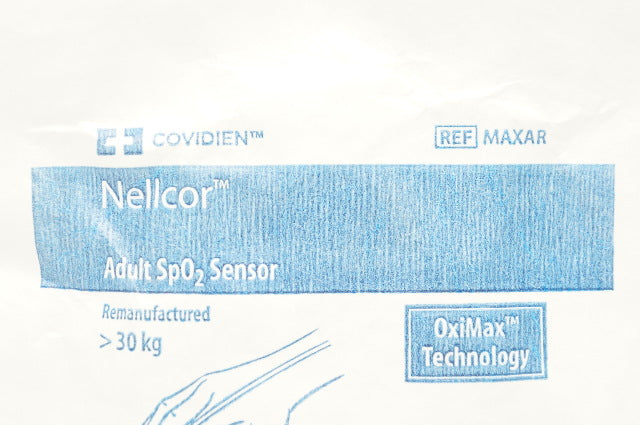 COVIDIEN™
REF MAXAR
Nellcor™
Adult SpO₂ Sensor
Remanufactured
> 30 kg
OxiMax™
Technology